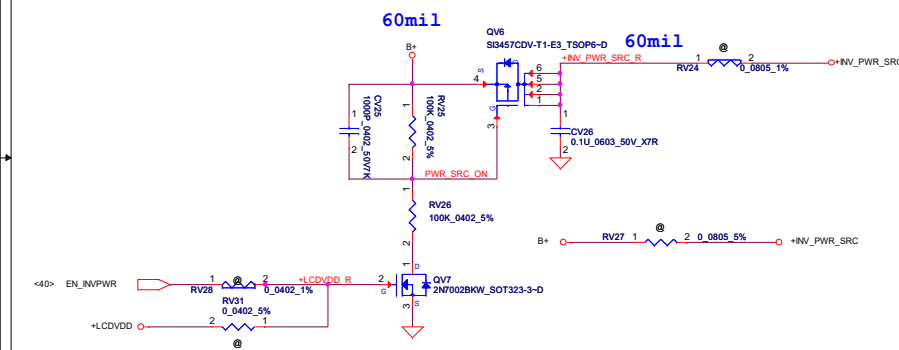 60mil
QV6
SI3457CDV-T1-E3_TSOP6~D
60mil
B+
+INV_PWR_SRC_R
@
RV24
1
2
0_0805_1%
+INV_PWR_SRC
4
S
G
3
6
5
2
1
1
CV25
1000P_0402_50V7K
2
1
RV25
100K_0402_5%
2
1
CV26
0.1U_0603_50V_X7R
2
PWR_SRC_ON
1
RV26
100K_0402_5%
2
B+
RV27
1
@
2
0_0805_5%
+INV_PWR_SRC
<40>
EN_INVPWR
1
@
2
RV28
0_0402_1%
+LCDVDD_R
2
G
1
D
QV7
2N7002BKW_SOT323-3~D
3
S
RV31
0_0402_5%
+LCDVDD
2
1
@